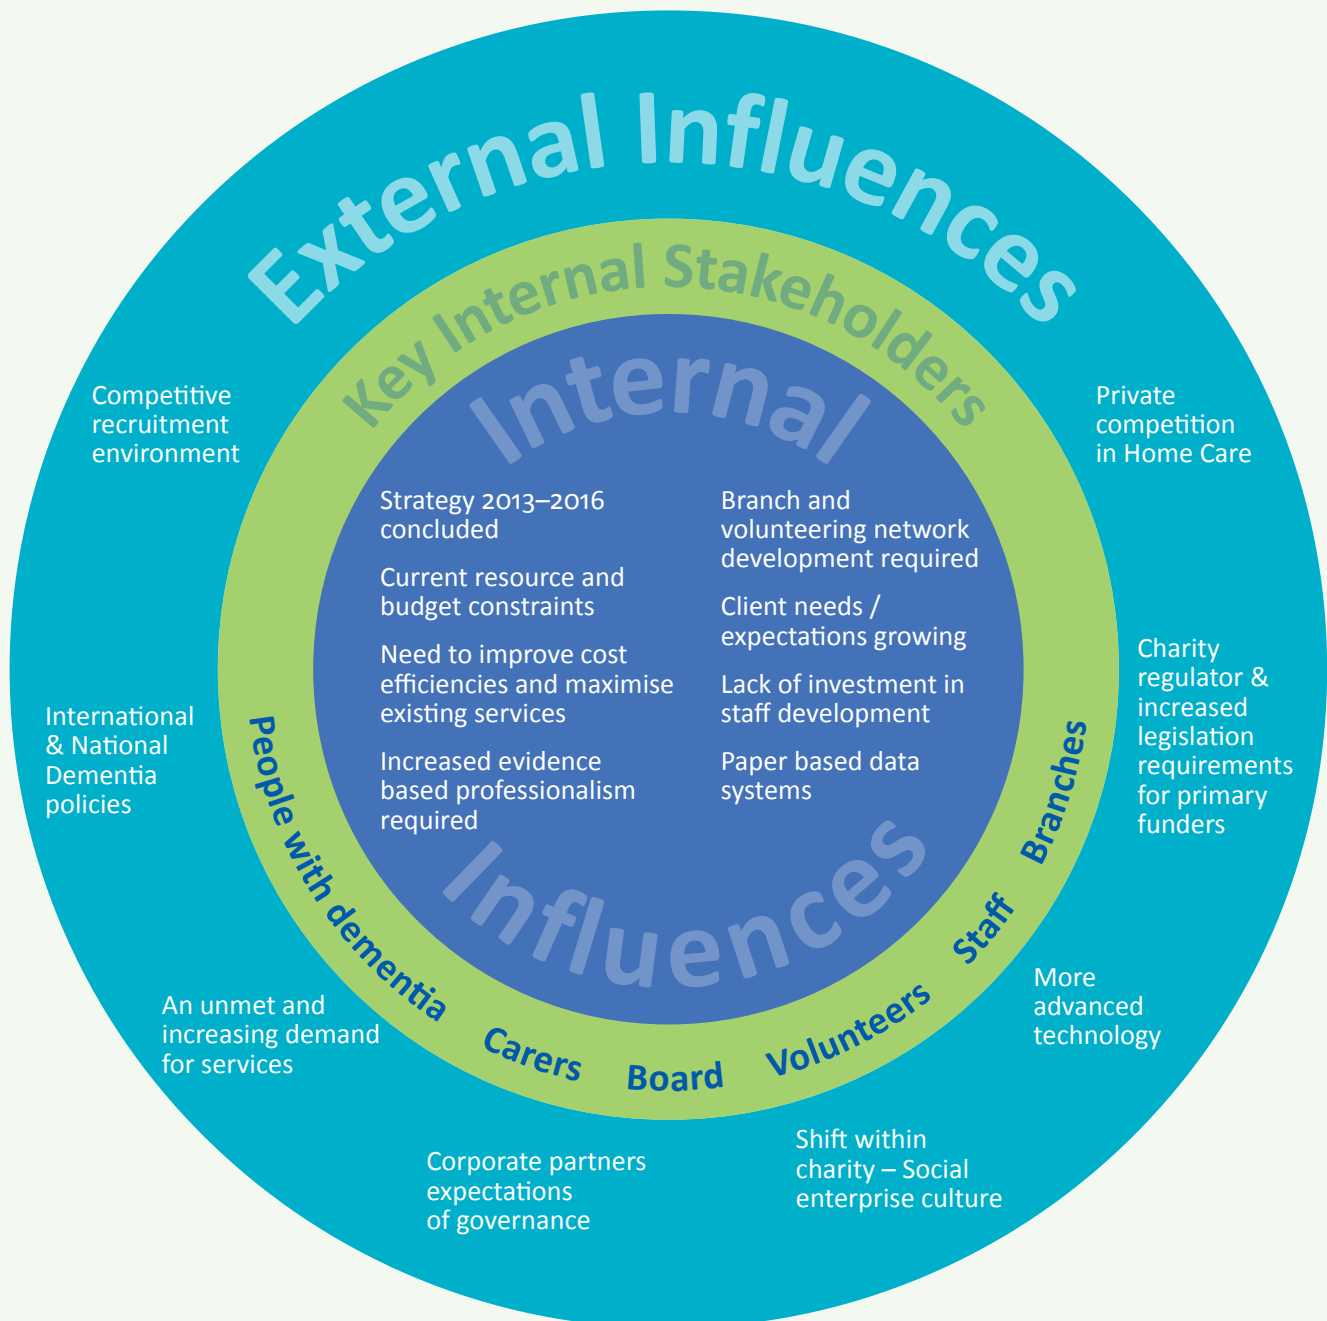 External Influences
Key Internal Stakeholders
Internal
Influences
Strategy 2013–2016
concluded
Current resource and
budget constraints
Need to improve cost
efficiencies and maximise
existing services
Increased evidence
based professionalism
required
Branch and
volunteering network
development required
Client needs /
expectations growing
Lack of investment in
staff development
Paper based data
systems
People with dementia
Carers
Board
Volunteers
Staff
Branches
Competitive
recruitment
environment
International
& National
Dementia
policies
An unmet and
increasing demand
for services
Corporate partners
expectations
of governance
Shift within
charity – Social
enterprise culture
More
advanced
technology
Charity
regulator &
increased
legislation
requirements
for primary
funders
Private
competition
in Home Care